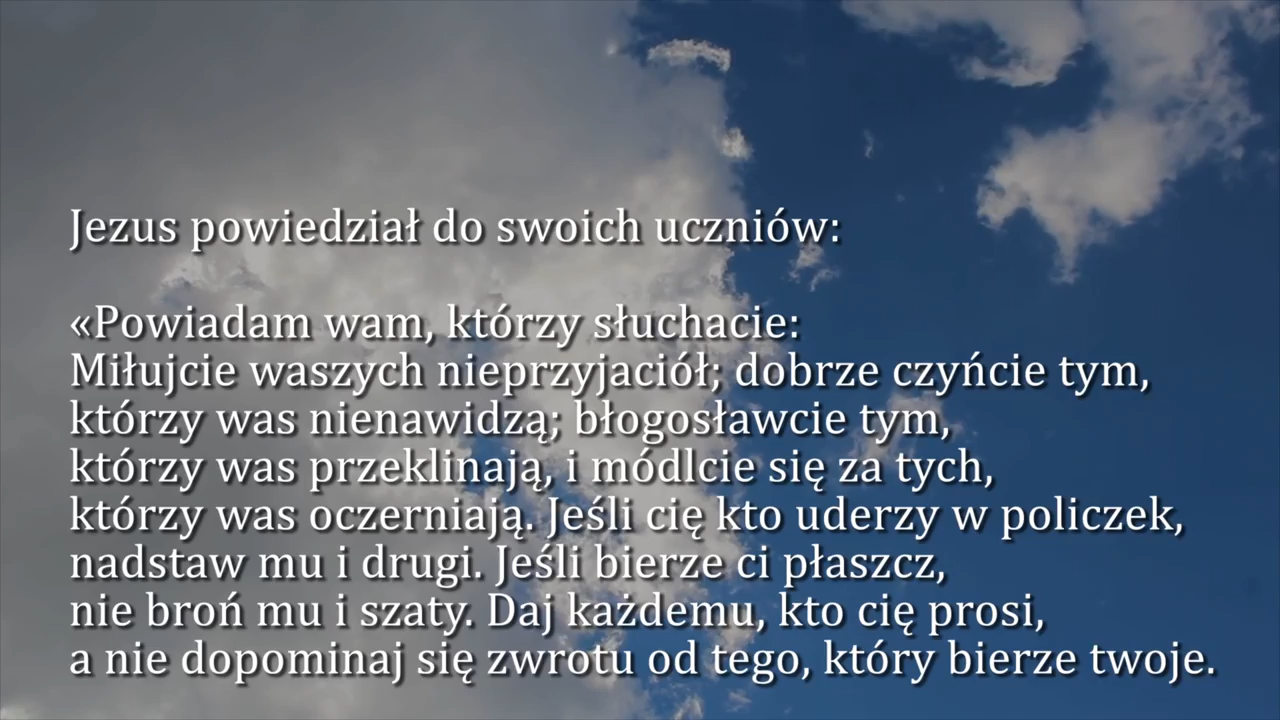 Jezus powiedział do swoich uczniów:
«Powiadam wam, którzy słuchacie:
Miłujcie waszych nieprzyjaciół; dobrze czyńcie tym,
którzy was nienawidzą; błogosławcie tym,
którzy was przeklinają, i módlcie się za tych,
którzy was oczerniają. Jeśli cię kto uderzy w policzek,
nadstaw mu i drugi. Jeśli bierze ci płaszcz,
nie broń mu i szaty. Daj każdemu, kto cię prosi,
a nie dopominaj się zwrotu od tego, który bierze twoje.